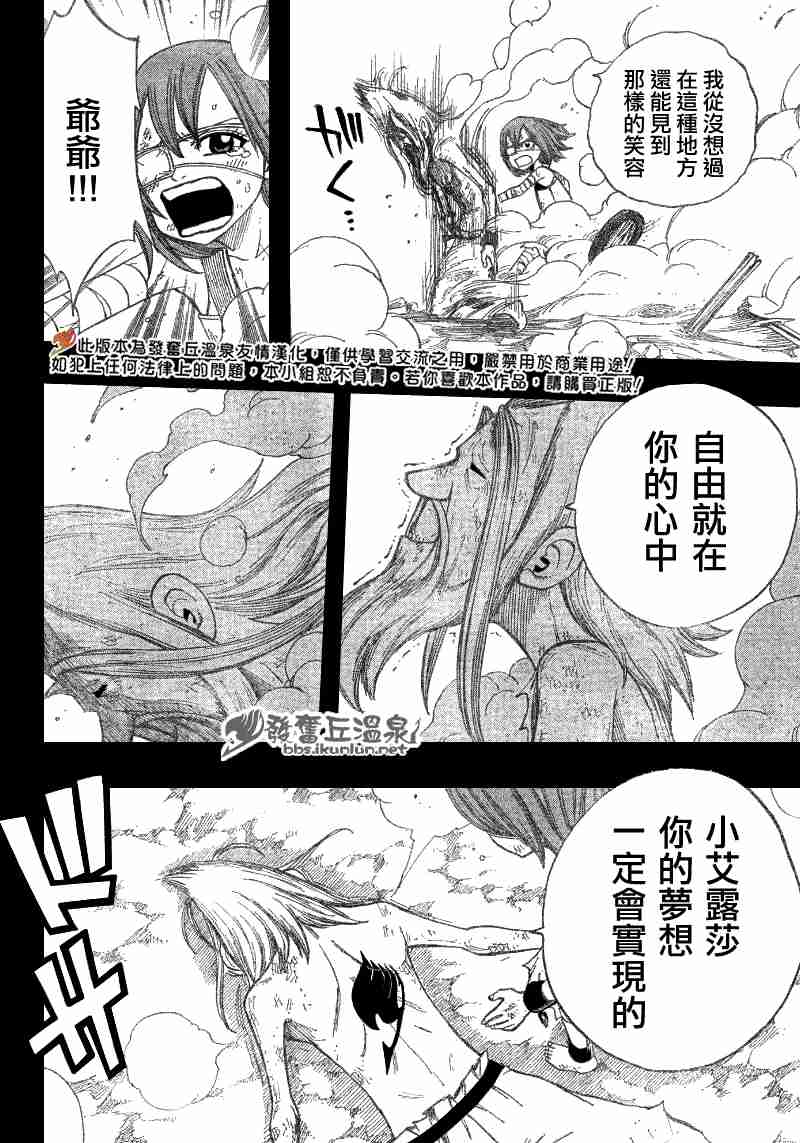 我從沒想過
在這種地方
還能見到
那樣的笑容
爺爺!!!
此版本為發奮丘溫泉友情漢化，僅供學習交流之用，嚴禁用於商業用途！
如犯上任何法律上的問題，本小組恕不負責。若你喜歡本作品，請購買正版！
自由就在
你的心中
發奮丘溫泉
bbs.ikunlun.net
小艾露莎
你的夢想
一定會實現的
ドサ